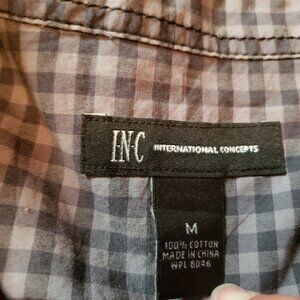 I·N·C INTERNATIONAL CONCEPTS
M
100% COTTON
MADE IN CHINA
WPL 8046